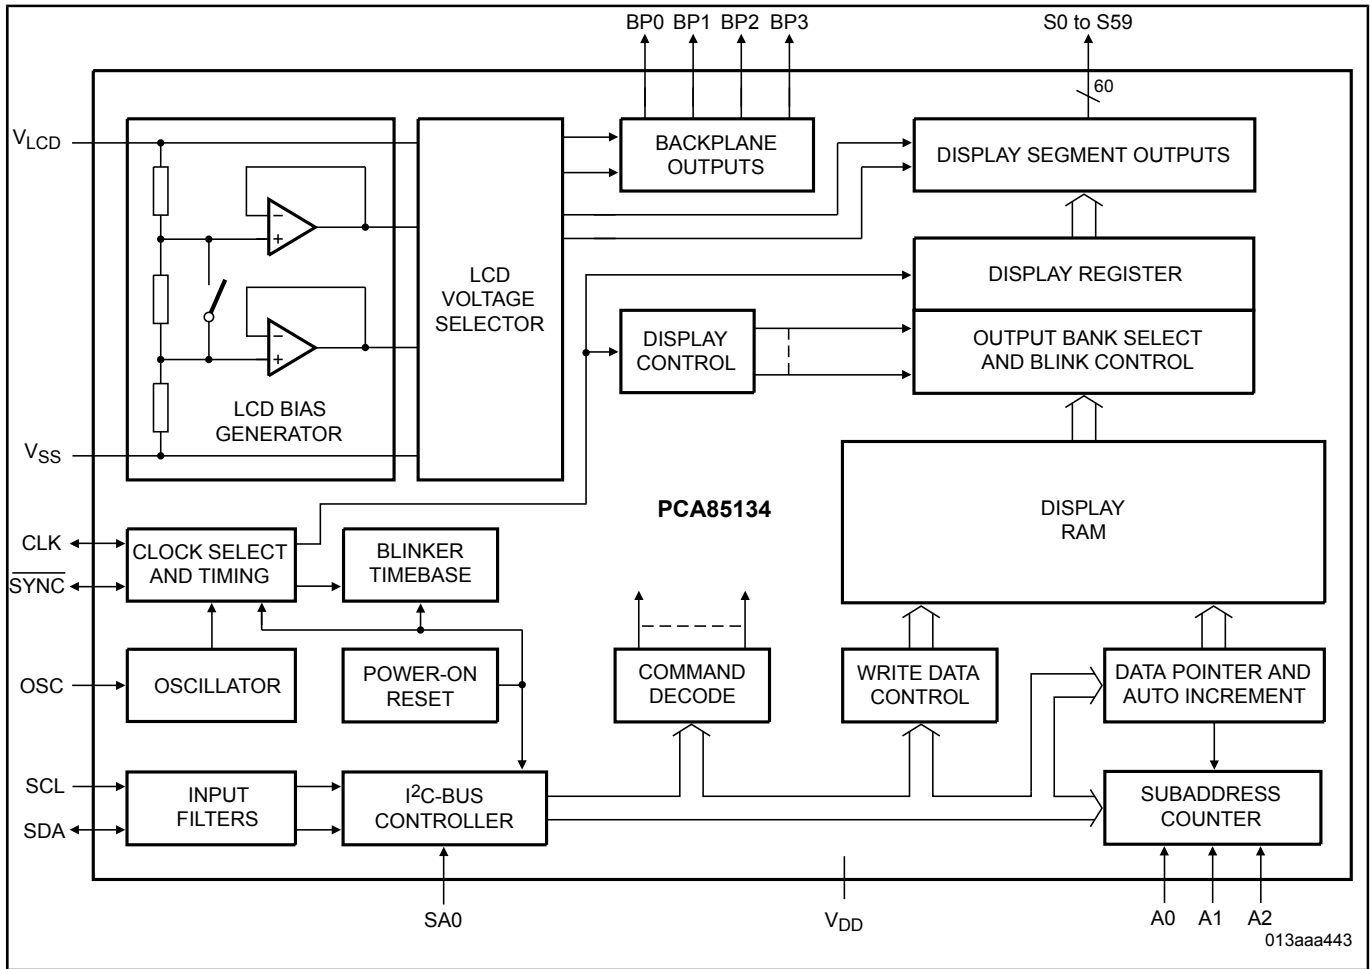 BP0 BP1 BP2 BP3
S0 to S59
60
V_LCD
BACKPLANE
OUTPUTS
DISPLAY SEGMENT OUTPUTS
−
+
LCD
VOLTAGE
SELECTOR
DISPLAY REGISTER
−
+
DISPLAY
CONTROL
OUTPUT BANK SELECT
AND BLINK CONTROL
LCD BIAS
GENERATOR
V_SS
PCA85134
DISPLAY
RAM
CLK
SYNC
CLOCK SELECT
AND TIMING
BLINKER
TIMEBASE
OSC
OSCILLATOR
POWER-ON
RESET
COMMAND
DECODE
WRITE DATA
CONTROL
DATA POINTER AND
AUTO INCREMENT
SCL
SDA
INPUT
FILTERS
I²C-BUS
CONTROLLER
SUBADDRESS
COUNTER
SA0
V_DD
A0 A1 A2
013aaa443